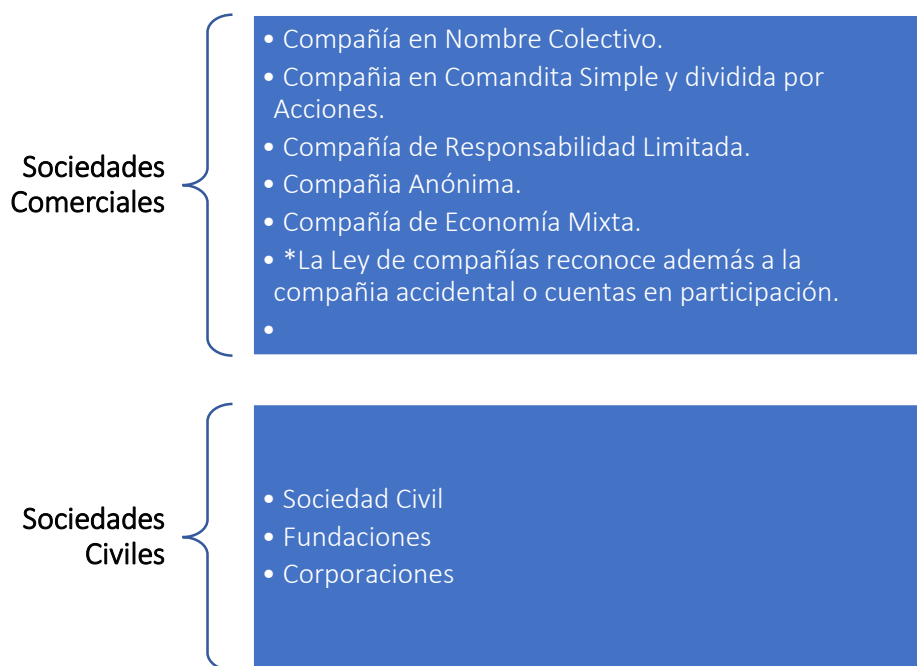 Sociedades
Comerciales
• Compañía en Nombre Colectivo.
• Compañia en Comandita Simple y dividida por
Acciones.
• Compañía de Responsabilidad Limitada.
• Compañia Anónima.
• Compañía de Economía Mixta.
• *La Ley de compañías reconoce además a la
compañia accidental o cuentas en participación.
•
Sociedades
Civiles
• Sociedad Civil
• Fundaciones
• Corporaciones